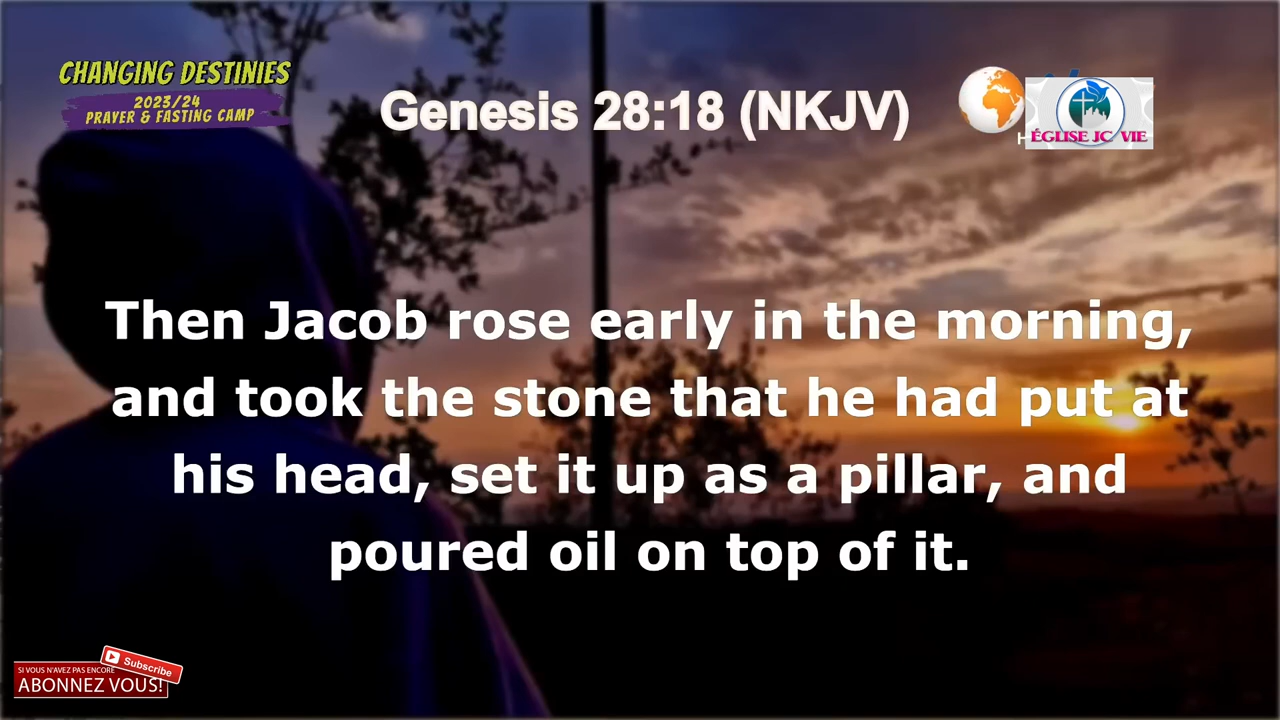 CHANGING DESTINIES
2023/24
PRAYER & FASTING CAMP
Genesis 28:18 (NKJV)
ÉGLISE JC VIE
Then Jacob rose early in the morning,
and took the stone that he had put at
his head, set it up as a pillar, and
poured oil on top of it.
Subscribe
SI VOUS N'AVEZ PAS ENCORE
ABONNEZ VOUS!